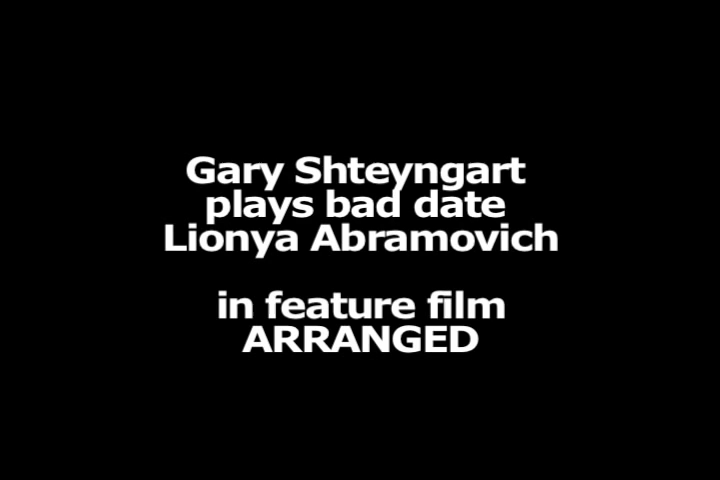 Gary Shteyngart
plays bad date
Lionya Abramovich
in feature film
ARRANGED